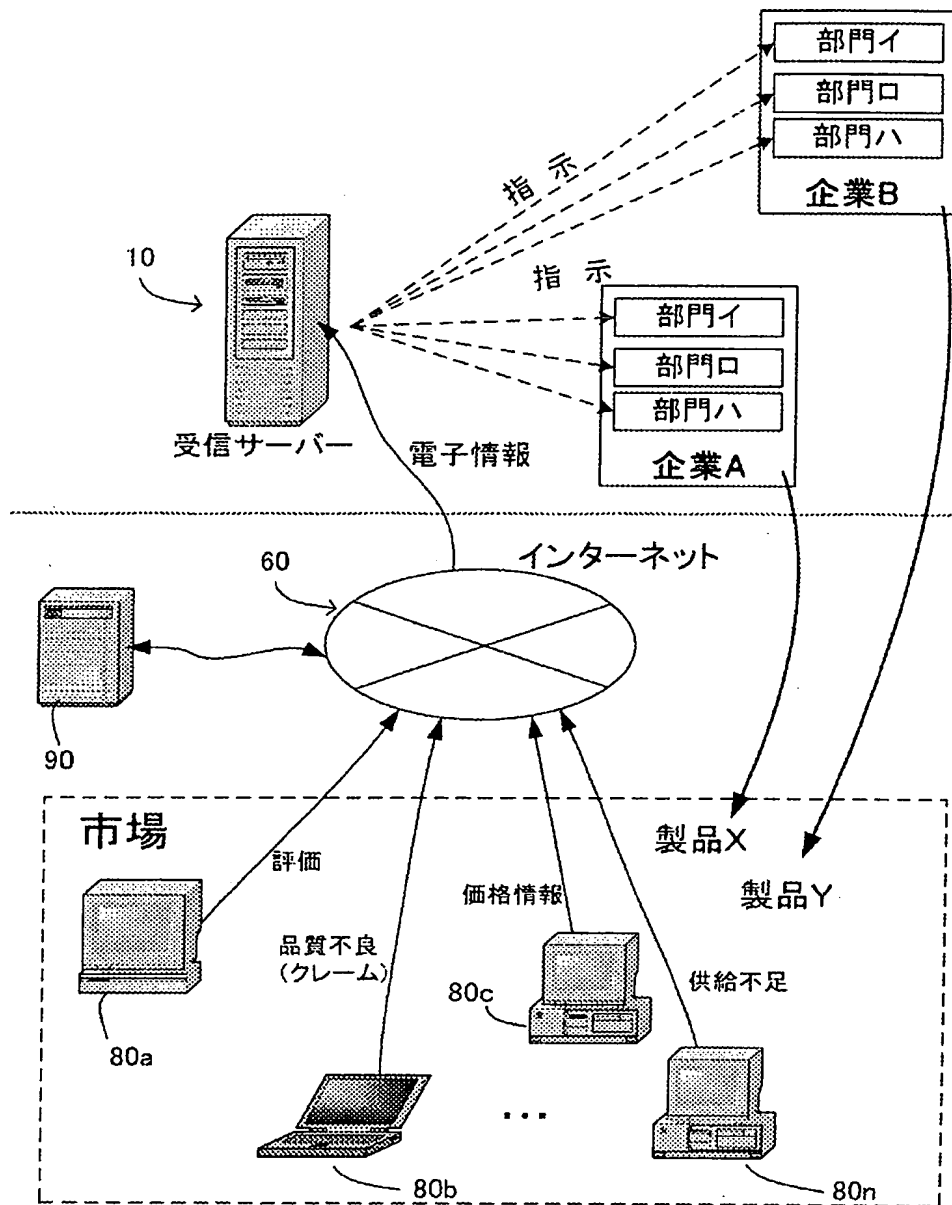 部門イ
部門ロ
部門ハ
企業B
指示
10
指示
部門イ
部門ロ
部門ハ
企業A
受信サーバー
電子情報
インターネット
60
90
市場
製品X
製品Y
評価
価格情報
品質不良
(クレーム)
供給不足
80c
80a
...
80b
80n